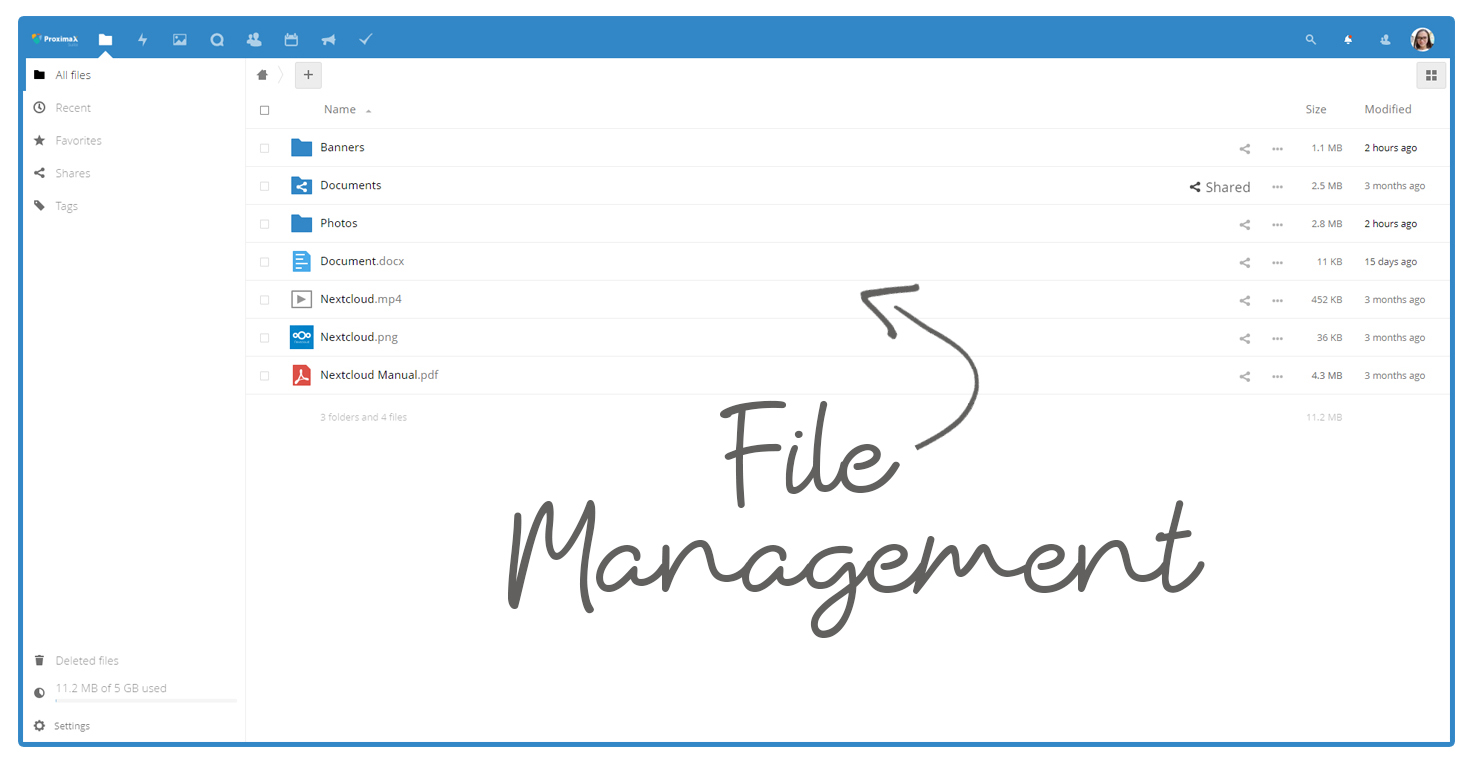 ProximaX
All files
Recent
Favorites
Shares
Tags
Name Size Modified
Banners 1.1 MB 2 hours ago
Documents Shared 2.5 MB 3 months ago
Photos 2.8 MB 2 hours ago
Document.docx 11 KB 15 days ago
Nextcloud.mp4 452 KB 3 months ago
Nextcloud.png 36 KB 3 months ago
Nextcloud Manual.pdf 4.3 MB 3 months ago
3 folders and 4 files 11.2 MB
File
Management
Deleted files
11.2 MB of 5 GB used
Settings